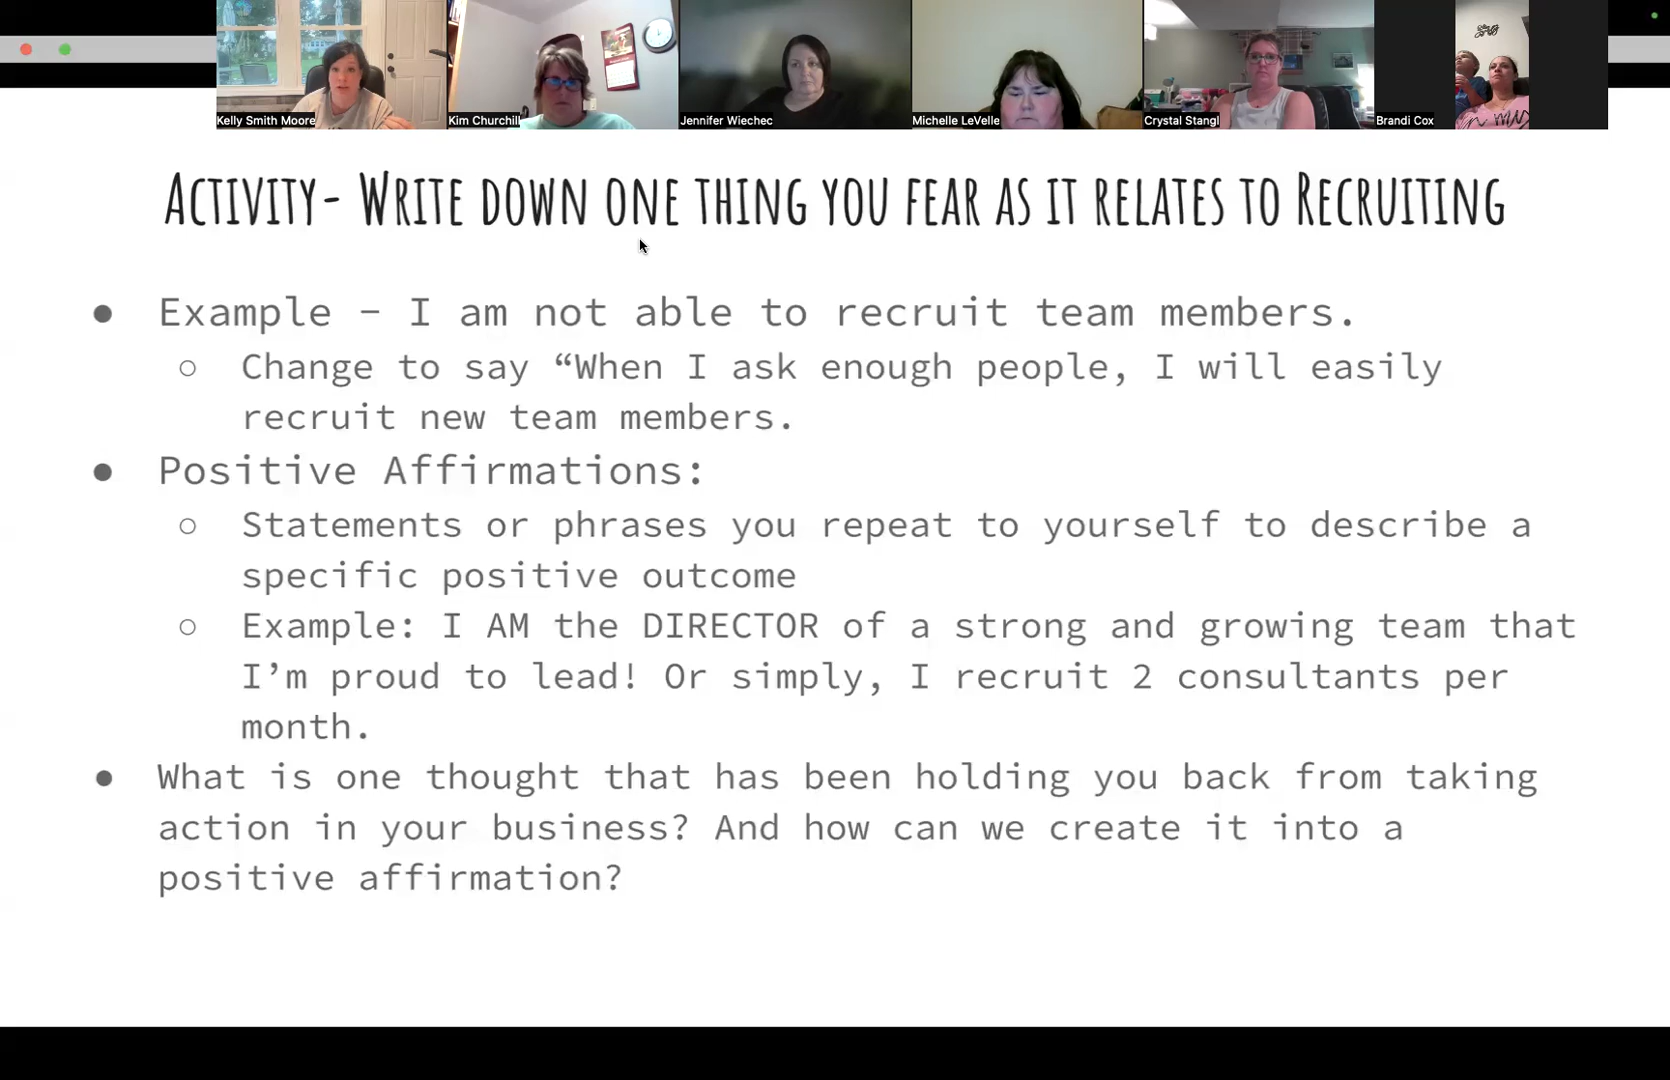 Kelly Smith Moore
Kim Churchill
Jennifer Wiechec
Michelle LeVelle
Crystal Stangl
Brandi Cox
Activity- Write down one thing you fear as it relates to Recruiting
● Example – I am not able to recruit team members.
○ Change to say “When I ask enough people, I will easily
recruit new team members.
● Positive Affirmations:
○ Statements or phrases you repeat to yourself to describe a
specific positive outcome
○ Example: I AM the DIRECTOR of a strong and growing team that
I’m proud to lead! Or simply, I recruit 2 consultants per
month.
● What is one thought that has been holding you back from taking
action in your business? And how can we create it into a
positive affirmation?